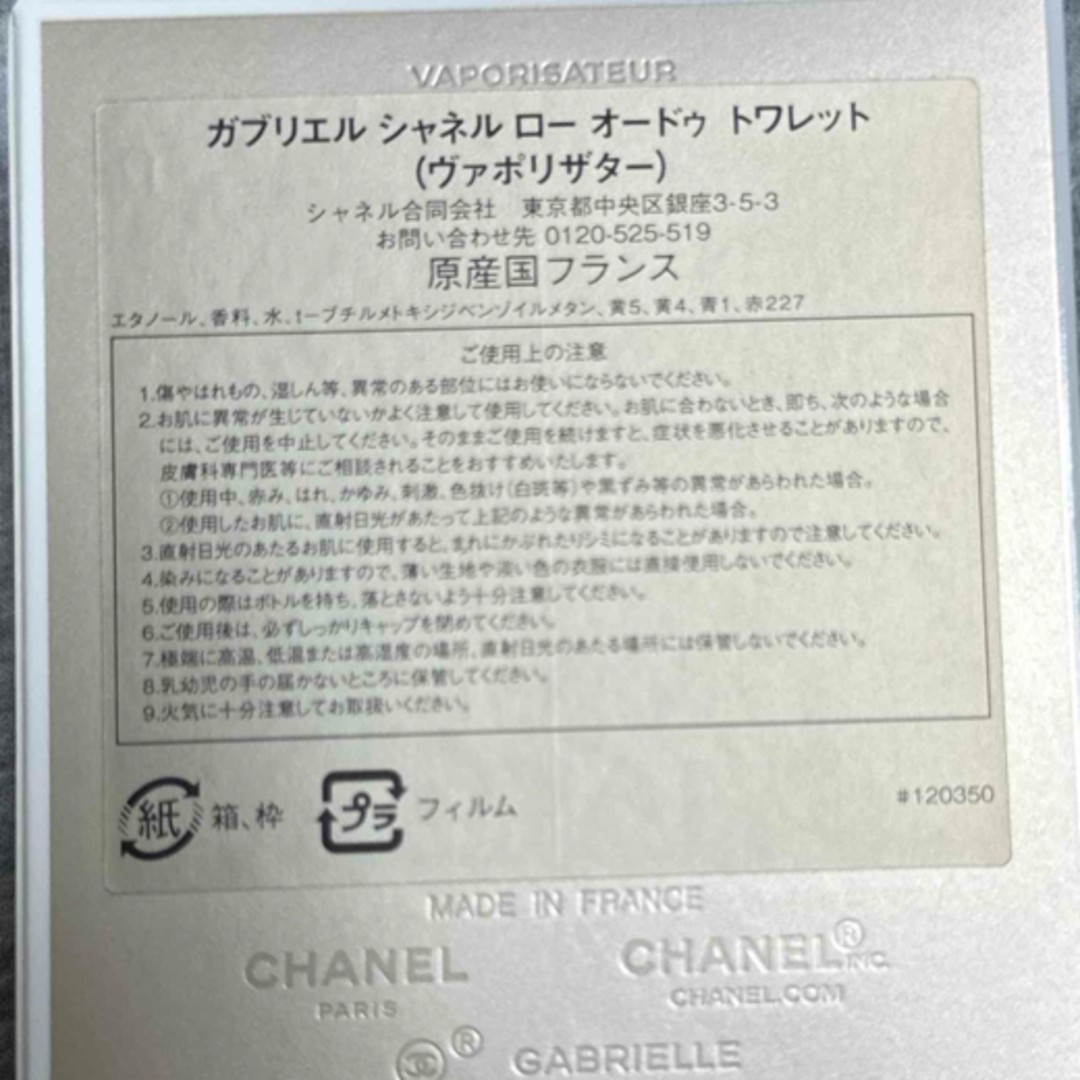 VAPORISATEUR
ガブリエル シャネル ロー オードゥ トワレット
(ヴァポリザター)
シャネル合同会社　東京都中央区銀座3-5-3
お問い合わせ先 0120-525-519
原産国フランス
エタノール、香料、水、t-ブチルメトキシジベンゾイルメタン、黄5、黄4、青1、赤227
ご使用上の注意
1.傷やはれもの、湿しん等、異常のある部位にはお使いにならないでください。
2.お肌に異常が生じていないかよく注意して使用してください。お肌に合わないとき、即ち、次のような場合
には、ご使用を中止してください。そのままご使用を続けますと、症状を悪化させることがありますので、
皮膚科専門医等にご相談されることをおすすめいたします。
①使用中、赤み、はれ、かゆみ、刺激、色抜け(白斑等)や黒ずみ等の異常があらわれた場合。
②使用したお肌に、直射日光があたって上記のような異常があらわれた場合。
3.直射日光のあたるお肌に使用すると、まれにかぶれたりシミになることがありますので注意してください。
4.染みになることがありますので、薄い生地や淡い色の衣服には直接使用しないでください。
5.使用の際はボトルを持ち、落とさないよう十分注意してください。
6.ご使用後は、必ずしっかりキャップを閉めてください。
7.極端に高温、低温または高湿度の場所、直射日光のあたる場所には保管しないでください。
8.乳幼児の手の届かないところに保管してください。
9.火気に十分注意してお取扱いください。
紙 箱、枠 プラ フィルム
#120350
MADE IN FRANCE
CHANEL CHANEL® INC.
PARIS CHANEL.COM
® GABRIELLE